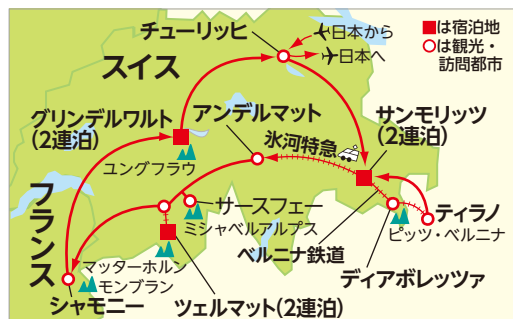 チューリッヒ
日本から
日本へ
■は宿泊地
○は観光・
訪問都市
スイス
グリンデルワルト
(2連泊)
ユングフラウ
アンデルマット
氷河特急
サンモリッツ
(2連泊)
フランス
サースフェー
ミシャベルアルプス
ティラノ
ピッツ・ベルニナ
ベルニナ鉄道
ディアボレッツァ
マッターホルン
モンブラン
シャモニー
ツェルマット(2連泊)